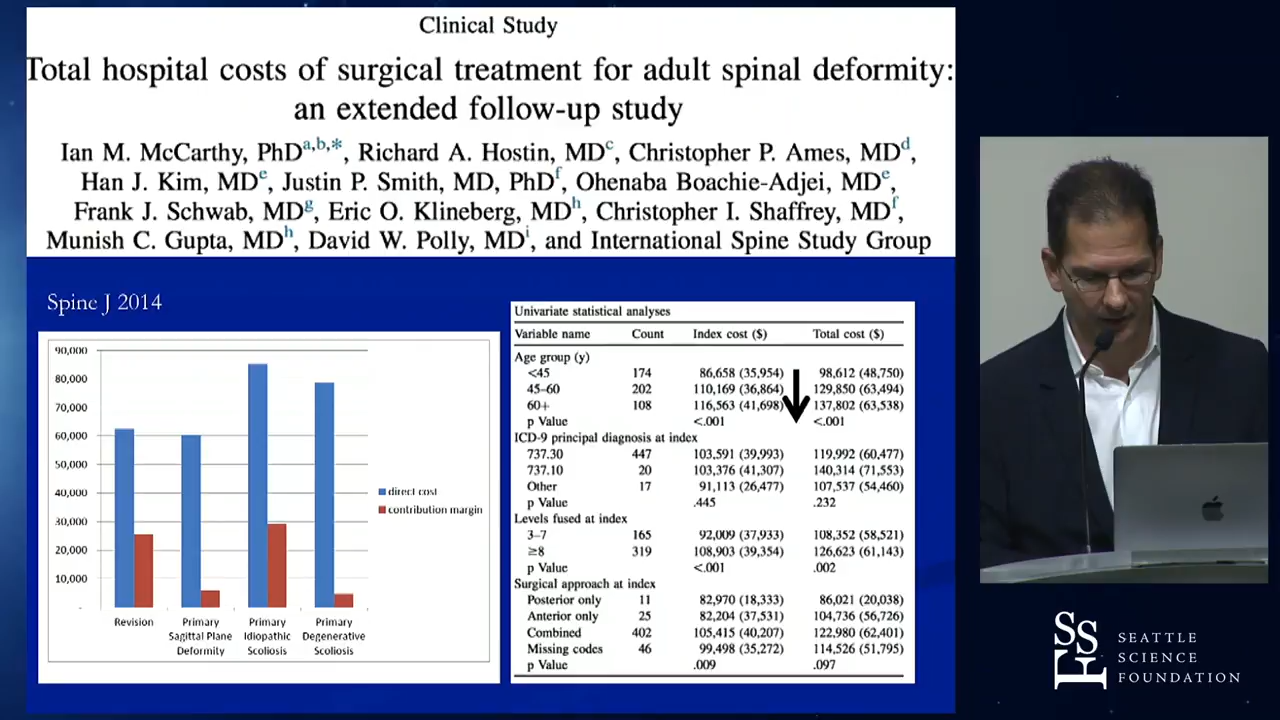 Clinical Study
Total hospital costs of surgical treatment for adult spinal deformity:
an extended follow-up study
Ian M. McCarthy, PhDa,b,*, Richard A. Hostin, MDc, Christopher P. Ames, MDd,
Han J. Kim, MDe, Justin P. Smith, MD, PhDf, Ohenaba Boachie-Adjei, MDe,
Frank J. Schwab, MDg, Eric O. Klineberg, MDh, Christopher I. Shaffrey, MDf,
Munish C. Gupta, MDh, David W. Polly, MDi, and International Spine Study Group
Spine J 2014
90,000
80,000
70,000
60,000
50,000
40,000
30,000
20,000
10,000
-
direct cost
contribution margin
Revision
Primary Sagittal Plane Deformity
Primary Idiopathic Scoliosis
Primary Degenerative Scoliosis
Univariate statistical analyses
Variable name Count Index cost ($) Total cost ($)
Age group (y)
<45 174 86,658 (35,954) 98,612 (48,750)
45–60 202 110,169 (36,864) 129,850 (63,494)
60+ 108 116,563 (41,698) 137,802 (63,538)
p Value <.001 <.001
ICD-9 principal diagnosis at index
737.30 447 103,591 (39,993) 119,992 (60,477)
737.10 20 103,376 (41,307) 140,314 (71,553)
Other 17 91,113 (26,477) 107,537 (54,460)
p Value .445 .232
Levels fused at index
3–7 165 92,009 (37,933) 108,352 (58,521)
≥8 319 108,903 (39,354) 126,623 (61,143)
p Value <.001 .002
Surgical approach at index
Posterior only 11 82,970 (18,333) 86,021 (20,038)
Anterior only 25 82,204 (37,531) 104,736 (56,726)
Combined 402 105,415 (40,207) 122,980 (62,401)
Missing codes 46 99,498 (35,272) 114,526 (51,795)
p Value .009 .097
SSF
SEATTLE
SCIENCE
FOUNDATION